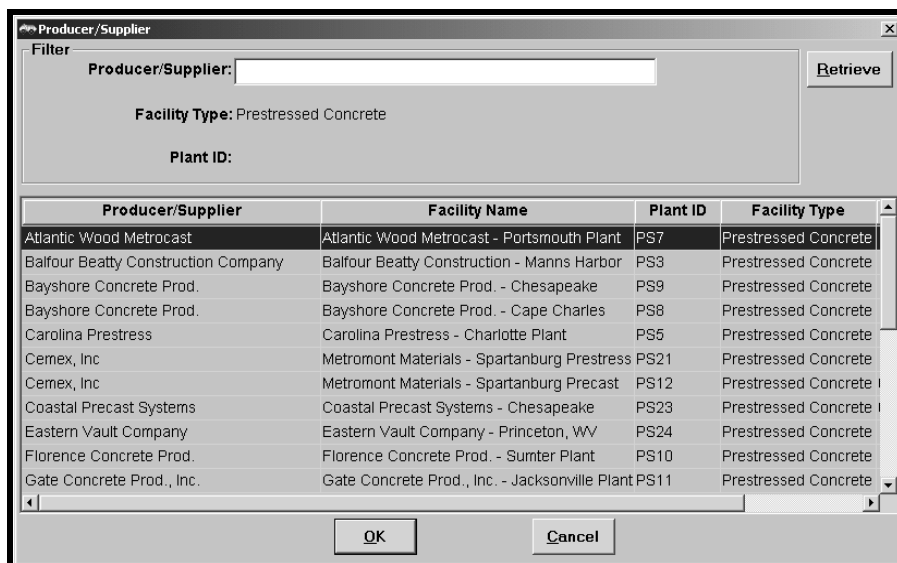 Producer/Supplier
Filter
Producer/Supplier:
Retrieve
Facility Type: Prestressed Concrete
Plant ID:
Producer/Supplier Facility Name Plant ID Facility Type
Atlantic Wood Metrocast Atlantic Wood Metrocast - Portsmouth Plant PS7 Prestressed Concrete
Balfour Beatty Construction Company Balfour Beatty Construction - Manns Harbor PS3 Prestressed Concrete
Bayshore Concrete Prod. Bayshore Concrete Prod. - Chesapeake PS9 Prestressed Concrete
Bayshore Concrete Prod. Bayshore Concrete Prod. - Cape Charles PS8 Prestressed Concrete
Carolina Prestress Carolina Prestress - Charlotte Plant PS5 Prestressed Concrete
Cemex, Inc Metromont Materials - Spartanburg Prestress PS21 Prestressed Concrete
Cemex, Inc Metromont Materials - Spartanburg Precast PS12 Prestressed Concrete
Coastal Precast Systems Coastal Precast Systems - Chesapeake PS23 Prestressed Concrete
Eastern Vault Company Eastern Vault Company - Princeton, WV PS24 Prestressed Concrete
Florence Concrete Prod. Florence Concrete Prod. - Sumter Plant PS10 Prestressed Concrete
Gate Concrete Prod., Inc. Gate Concrete Prod., Inc. - Jacksonville Plant PS11 Prestressed Concrete
OK Cancel